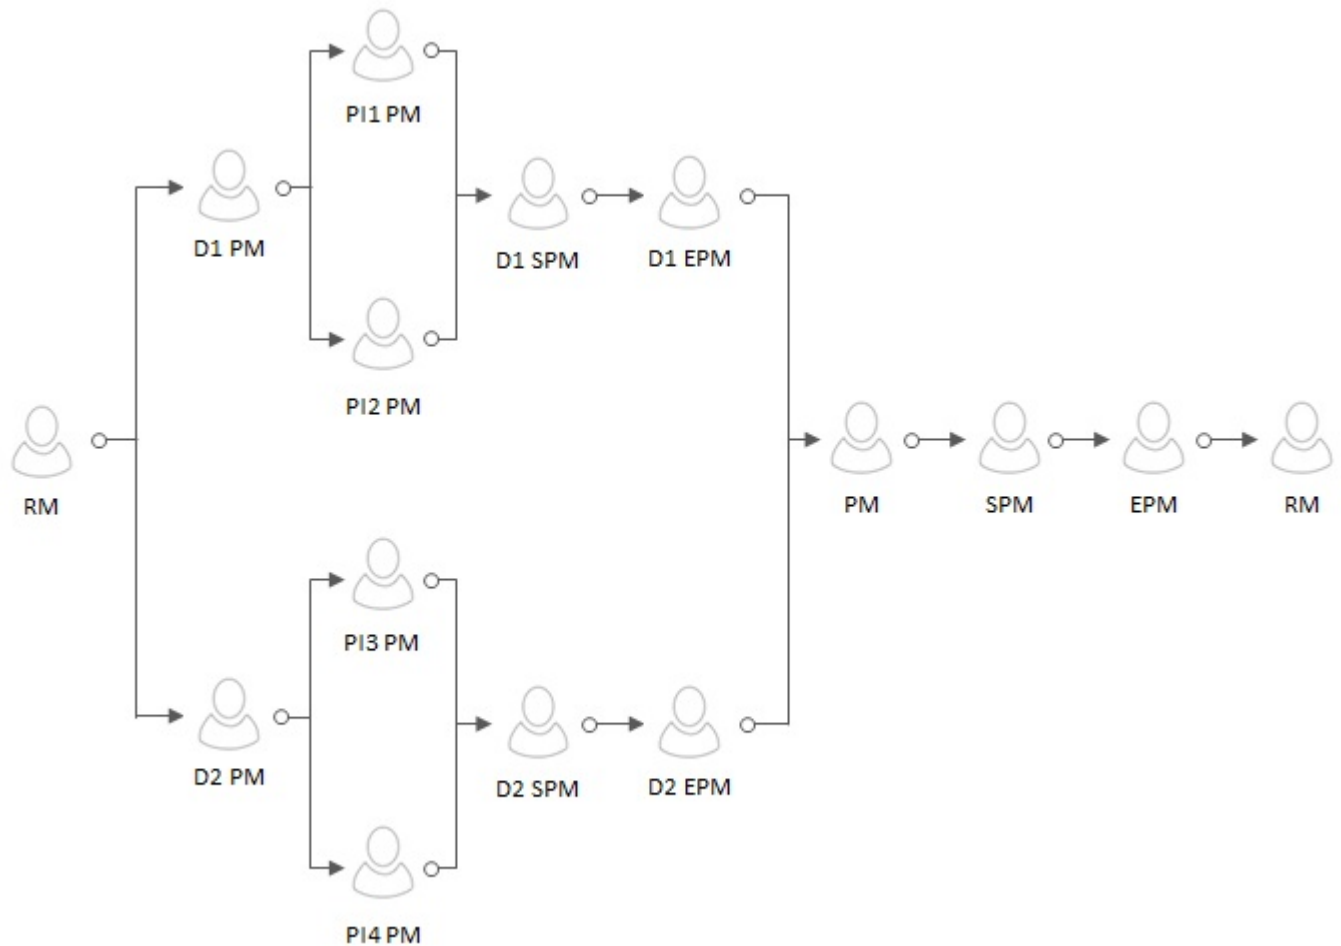 PI1 PM
D1 PM
D1 SPM
D1 EPM
PI2 PM
RM
PM
SPM
EPM
RM
PI3 PM
D2 PM
D2 SPM
D2 EPM
PI4 PM